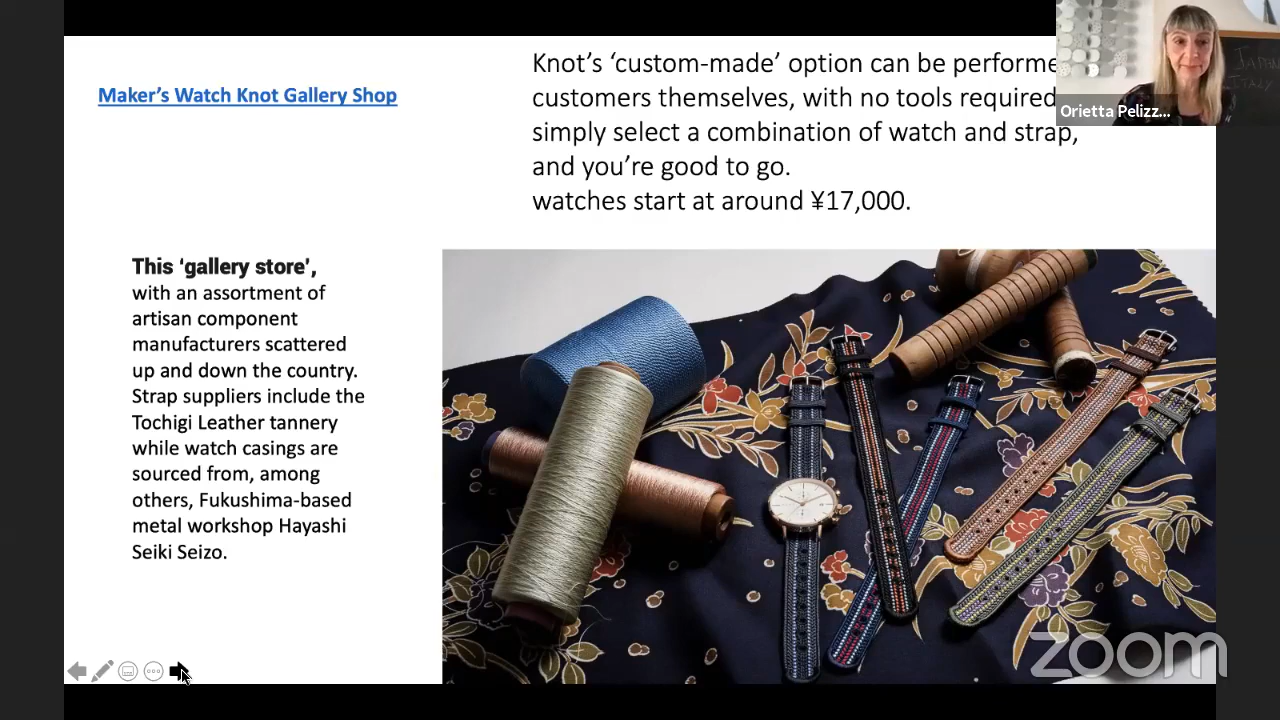 Maker's Watch Knot Gallery Shop
Knot's ‘custom-made’ option can be performe
customers themselves, with no tools required
simply select a combination of watch and strap,
and you’re good to go.
watches start at around ¥17,000.
Orietta Pelizz...
JAPAN
ITALY
This ‘gallery store’,
with an assortment of
artisan component
manufacturers scattered
up and down the country.
Strap suppliers include the
Tochigi Leather tannery
while watch casings are
sourced from, among
others, Fukushima-based
metal workshop Hayashi
Seiki Seizo.
zoom